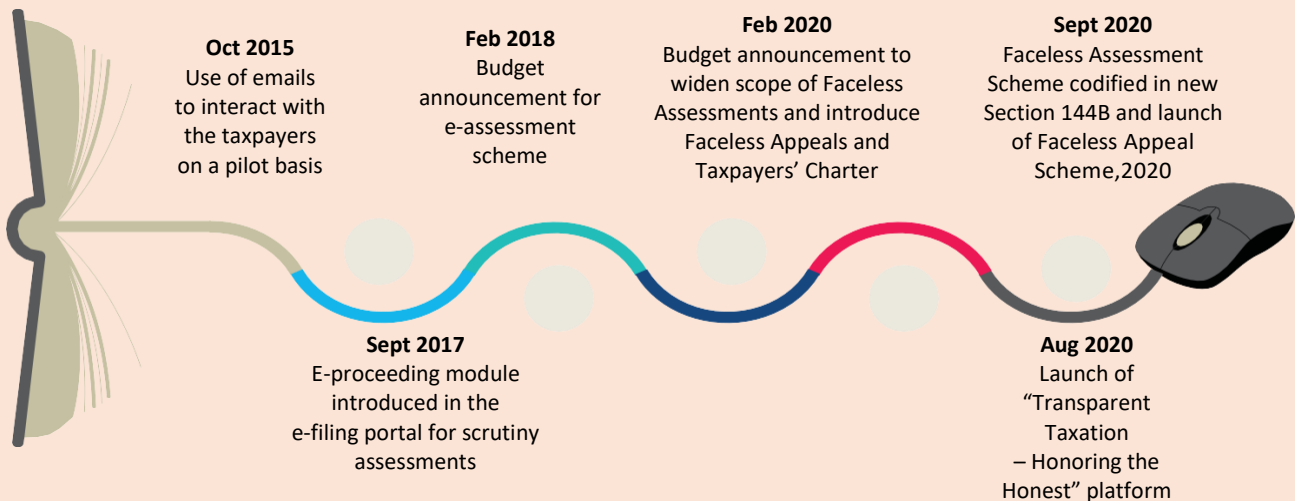 Oct 2015
Use of emails
to interact with
the taxpayers
on a pilot basis
Feb 2018
Budget
announcement for
e-assessment
scheme
Feb 2020
Budget announcement to
widen scope of Faceless
Assessments and introduce
Faceless Appeals and
Taxpayers’ Charter
Sept 2020
Faceless Assessment
Scheme codified in new
Section 144B and launch
of Faceless Appeal
Scheme,2020
Sept 2017
E-proceeding module
introduced in the
e-filing portal for scrutiny
assessments
Aug 2020
Launch of
“Transparent
Taxation
– Honoring the
Honest” platform